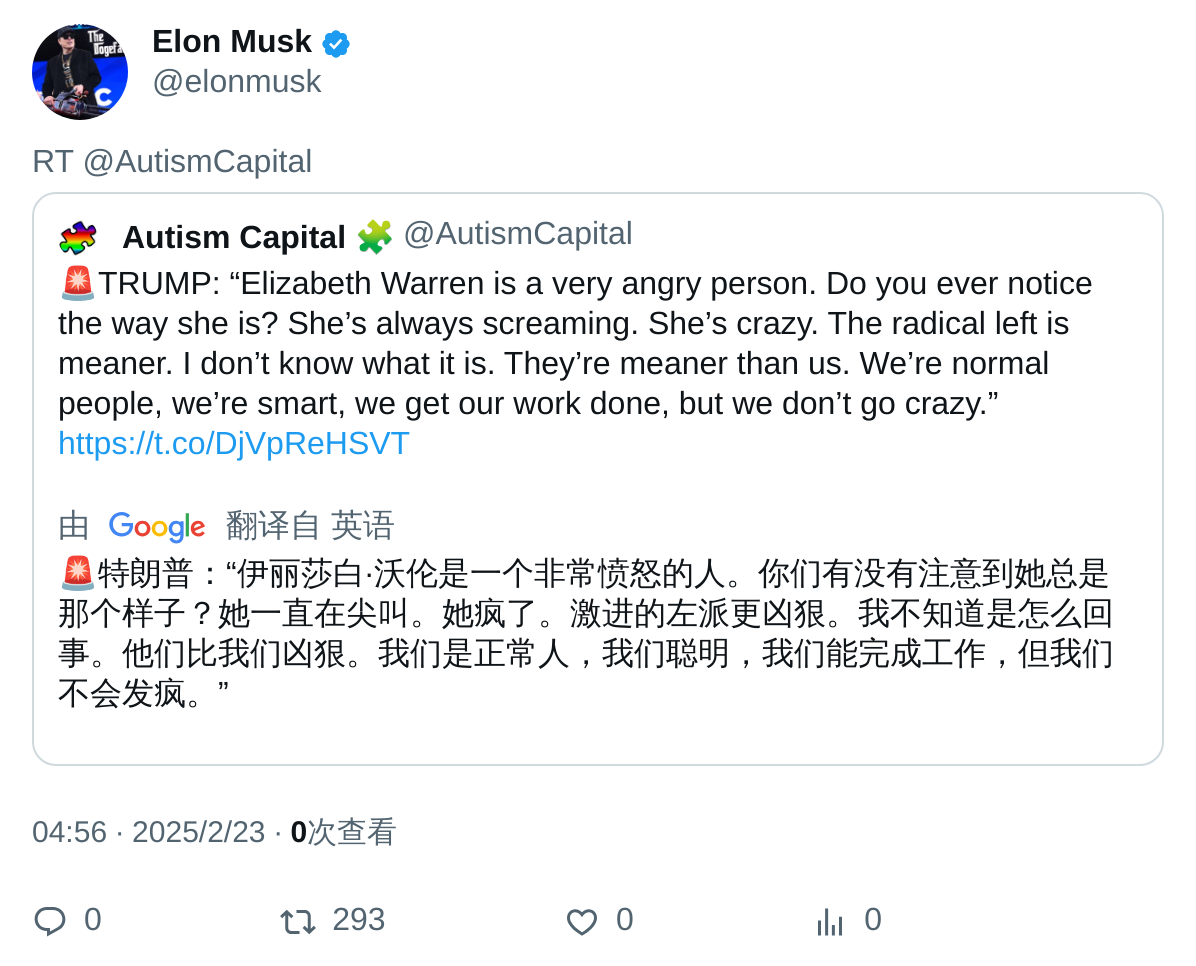 The
Dogefa
C
Elon Musk
@elonmusk
RT @AutismCapital
Autism Capital 🧩 @AutismCapital
🚨TRUMP: “Elizabeth Warren is a very angry person. Do you ever notice
the way she is? She’s always screaming. She’s crazy. The radical left is
meaner. I don’t know what it is. They’re meaner than us. We’re normal
people, we’re smart, we get our work done, but we don’t go crazy.”
https://t.co/DjVpReHSVT
由 Google 翻译自 英语
🚨特朗普：“伊丽莎白·沃伦是一个非常愤怒的人。你们有没有注意到她总是
那个样子？她一直在尖叫。她疯了。激进的左派更凶狠。我不知道是怎么回
事。他们比我们凶狠。我们是正常人，我们聪明，我们能完成工作，但我们
不会发疯。”
04:56 · 2025/2/23 · 0次查看
0 293 0 0